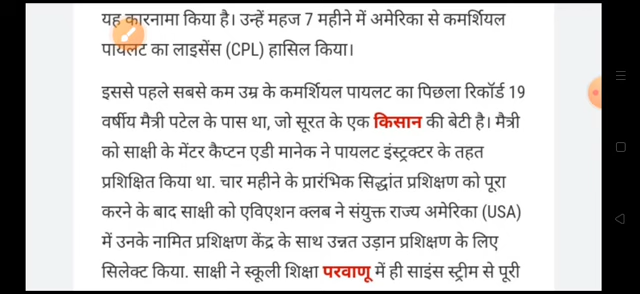 यह कारनामा किया है। उन्हें महज 7 महीने में अमेरिका से कमर्शियल
पायलट का लाइसेंस (CPL) हासिल किया।
इससे पहले सबसे कम उम्र के कमर्शियल पायलट का पिछला रिकॉर्ड 19
वर्षीय मैत्री पटेल के पास था, जो सूरत के एक किसान की बेटी है। मैत्री
को साक्षी के मेंटर कैप्टन एडी मानेक ने पायलट इंस्ट्रक्टर के तहत
प्रशिक्षित किया था. चार महीने के प्रारंभिक सिद्धांत प्रशिक्षण को पूरा
करने के बाद साक्षी को एविएशन क्लब ने संयुक्त राज्य अमेरिका (USA)
में उनके नामित प्रशिक्षण केंद्र के साथ उन्नत उड़ान प्रशिक्षण के लिए
सिलेक्ट किया. साक्षी ने स्कूली शिक्षा परवाणू में ही साइंस स्ट्रीम से पूरी